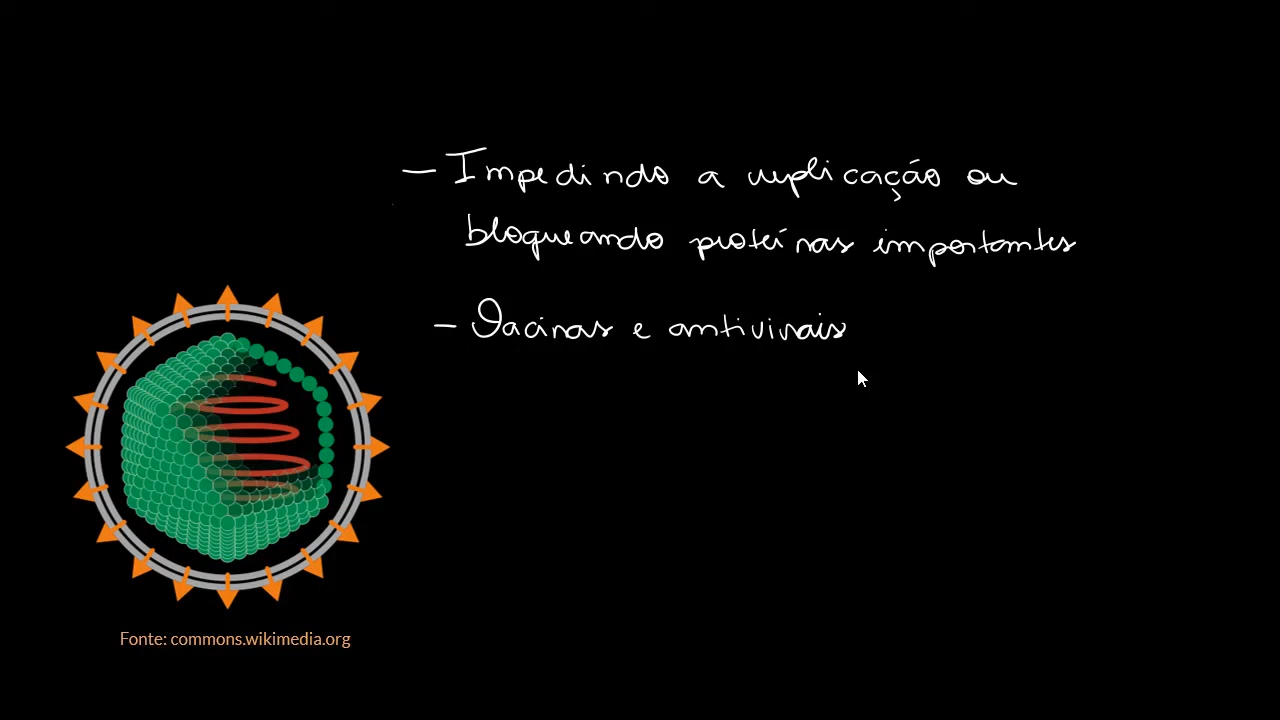 — Impedindo a replicação ou
bloqueando proteínas importantes
— Vacinas e antivirais
Fonte: commons.wikimedia.org